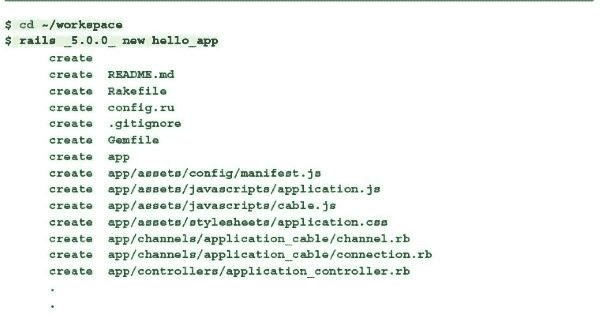 $ cd ~/workspace
$ rails _5.0.0_ new hello_app
create
create README.md
create Rakefile
create config.ru
create .gitignore
create Gemfile
create app
create app/assets/config/manifest.js
create app/assets/javascripts/application.js
create app/assets/javascripts/cable.js
create app/assets/stylesheets/application.css
create app/channels/application_cable/channel.rb
create app/channels/application_cable/connection.rb
create app/controllers/application_controller.rb
.
.